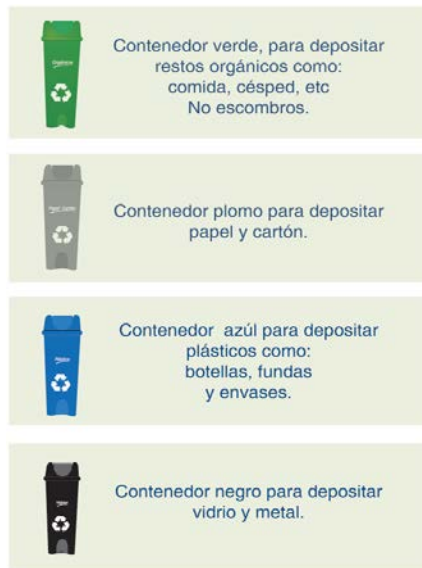 Contenedor verde, para depositar
restos orgánicos como:
comida, césped, etc
No escombros.
Contenedor plomo para depositar
papel y cartón.
Contenedor azúl para depositar
plásticos como:
botellas, fundas
y envases.
Contenedor negro para depositar
vidrio y metal.